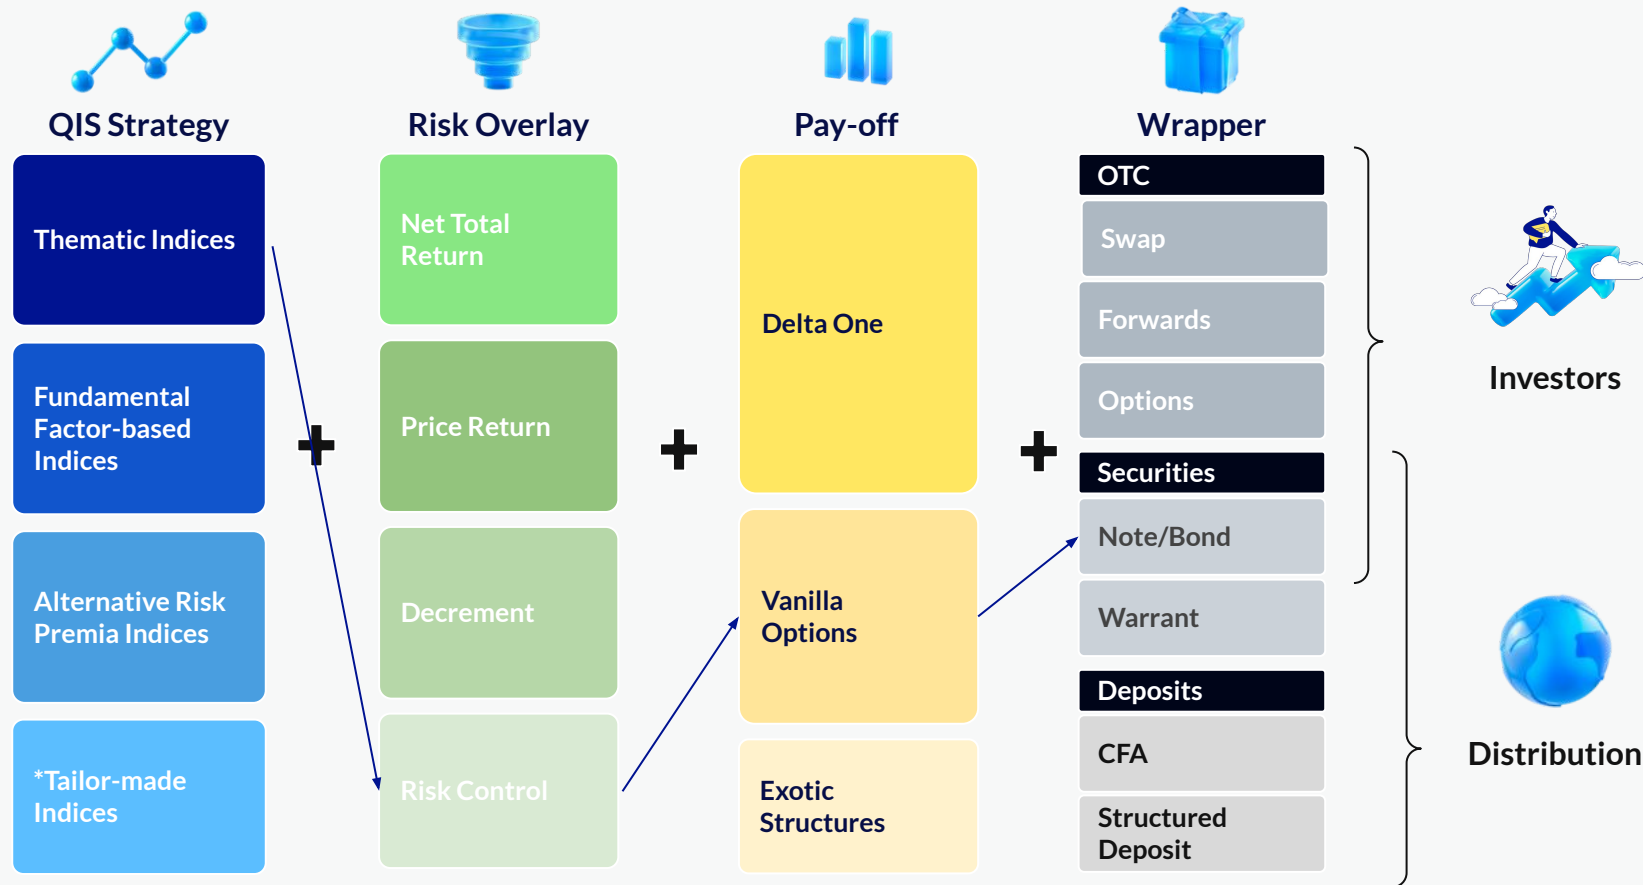 QIS Strategy
Thematic Indices
Fundamental
Factor-based
Indices
Alternative Risk
Premia Indices
*Tailor-made
Indices
Risk Overlay
Net Total
Return
Price Return
Decrement
Risk Control
Pay-off
Delta One
Vanilla
Options
Exotic
Structures
Wrapper
OTC
Swap
Forwards
Options
Securities
Note/Bond
Warrant
Deposits
CFA
Structured
Deposit
Investors
Distribution